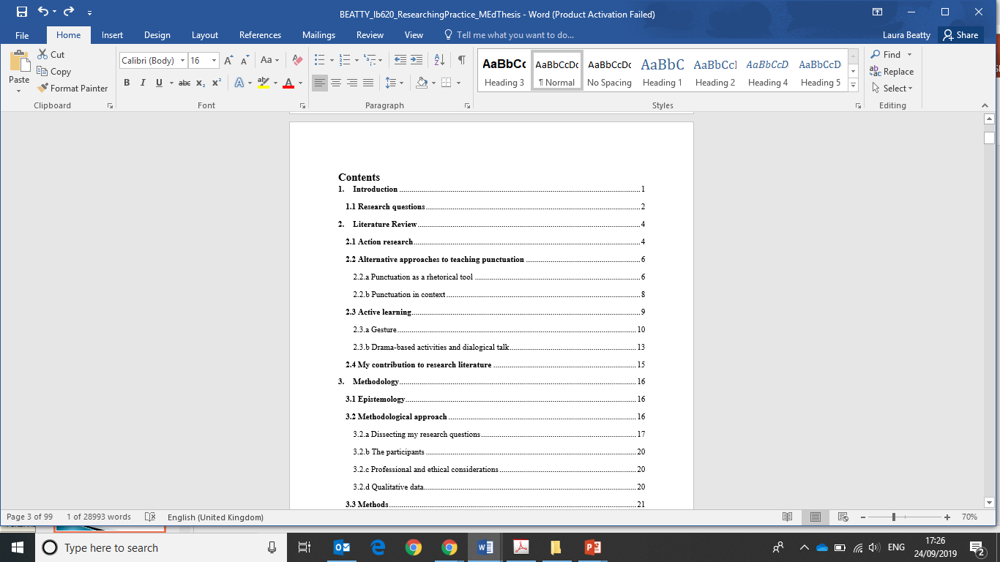 BEATTY_lb620_ResearchingPractice_MEdThesis - Word (Product Activation Failed)
File Home Insert Design Layout References Mailings Review View Tell me what you want to do... Laura Beatty Share
Cut
Copy
Format Painter
Paste
Clipboard
Calibri (Body) 16 Aa
B I U abc x₂ x² A ab A
Font
Paragraph
AaBbCc AaBbCcDc AaBbCcDc AaBbC AaBbCcI AaBbCcD AaBbCcD
Heading 3 ¶ Normal No Spacing Heading 1 Heading 2 Heading 4 Heading 5
Styles
Find
Replace
Select
Editing
Contents
1. Introduction 1
1.1 Research questions 2
2. Literature Review 4
2.1 Action research 4
2.2 Alternative approaches to teaching punctuation 6
2.2.a Punctuation as a rhetorical tool 6
2.2.b Punctuation in context 8
2.3 Active learning 9
2.3.a Gesture 10
2.3.b Drama-based activities and dialogical talk 13
2.4 My contribution to research literature 15
3. Methodology 16
3.1 Epistemology 16
3.2 Methodological approach 16
3.2.a Dissecting my research questions 17
3.2.b The participants 20
3.2.c Professional and ethical considerations 20
3.2.d Qualitative data 20
3.3 Methods 21
Page 3 of 99 1 of 28993 words English (United Kingdom) 70%
Type here to search
ENG
17:26
24/09/2019
2